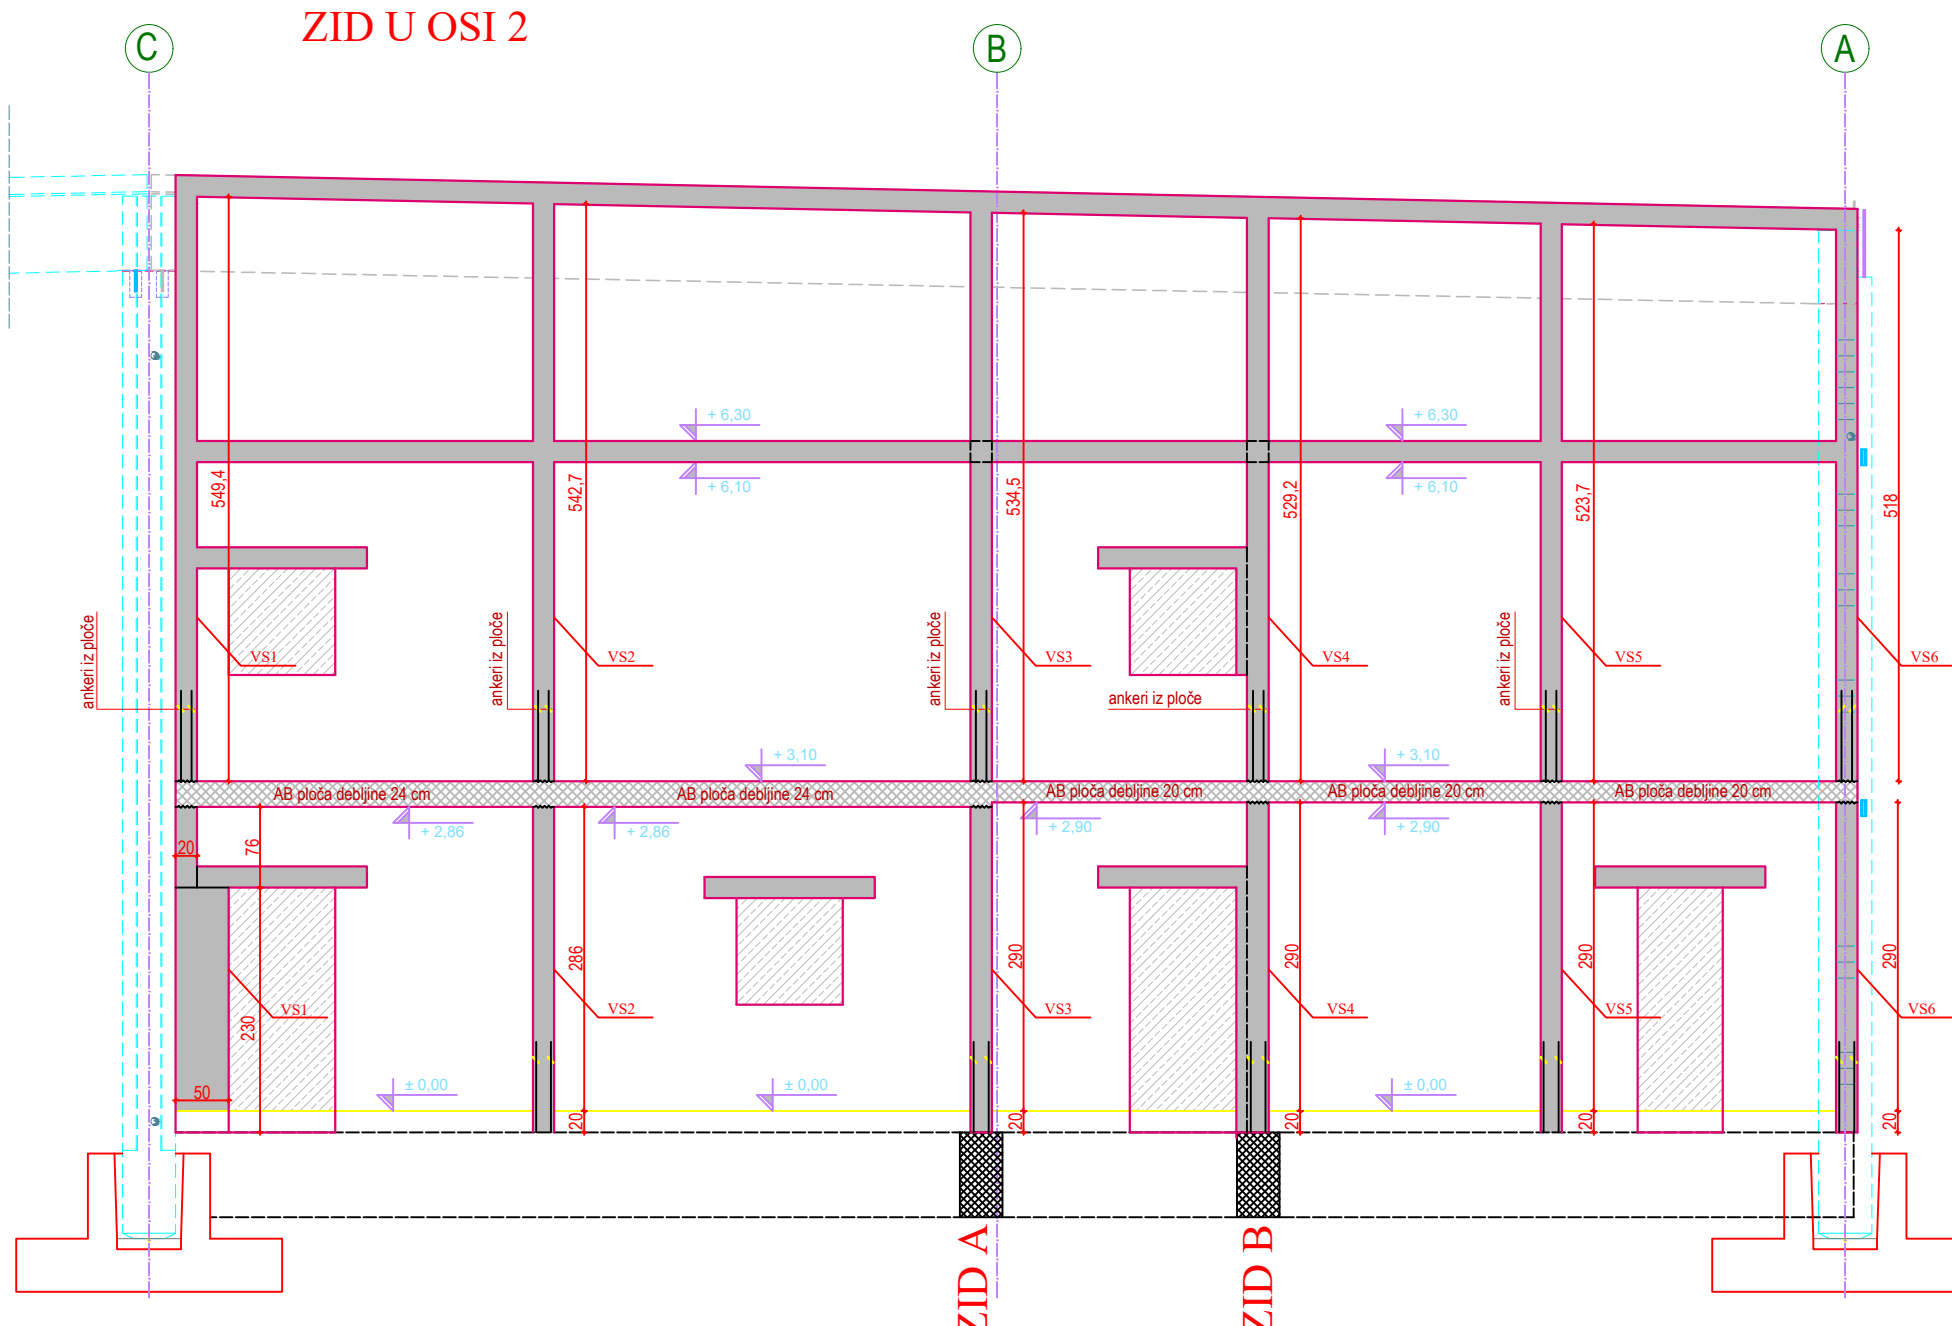 ZID U OSI 2
C
B
A
+ 6,30
+ 6,30
+ 6,10
+ 6,10
549,4
542,7
534,5
529,2
523,7
518
ankeri iz ploče
ankeri iz ploče
ankeri iz ploče
ankeri iz ploče
ankeri iz ploče
VS1
VS2
VS3
VS4
VS5
VS6
+ 3,10
+ 3,10
AB ploča debljine 24 cm
AB ploča debljine 24 cm
AB ploča debljine 20 cm
AB ploča debljine 20 cm
AB ploča debljine 20 cm
+ 2,86
+ 2,86
+ 2,90
+ 2,90
20
76
286
290
290
290
290
VS1
VS2
VS3
VS4
VS5
VS6
230
50
± 0,00
± 0,00
± 0,00
20
20
20
20
20
ZID A
ZID B